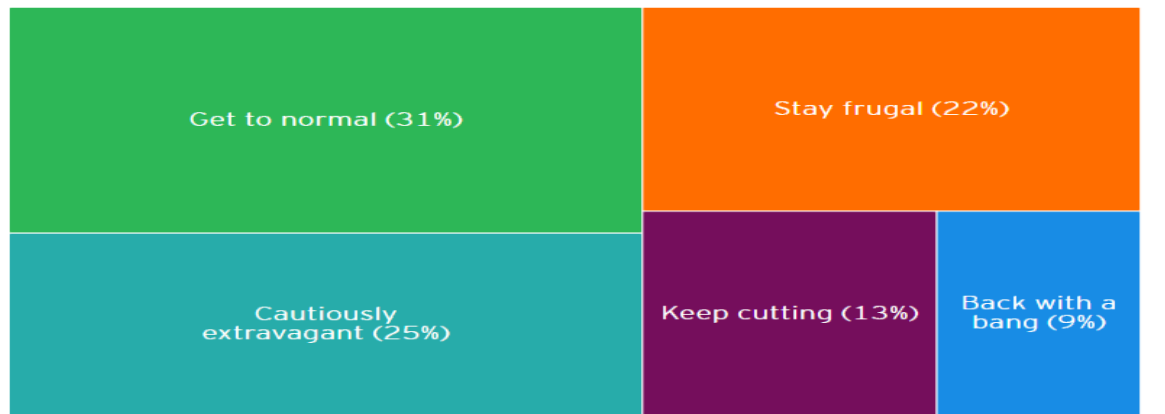 Get to normal (31%)
Stay frugal (22%)
Cautiously
extravagant (25%)
Keep cutting (13%)
Back with a
bang (9%)